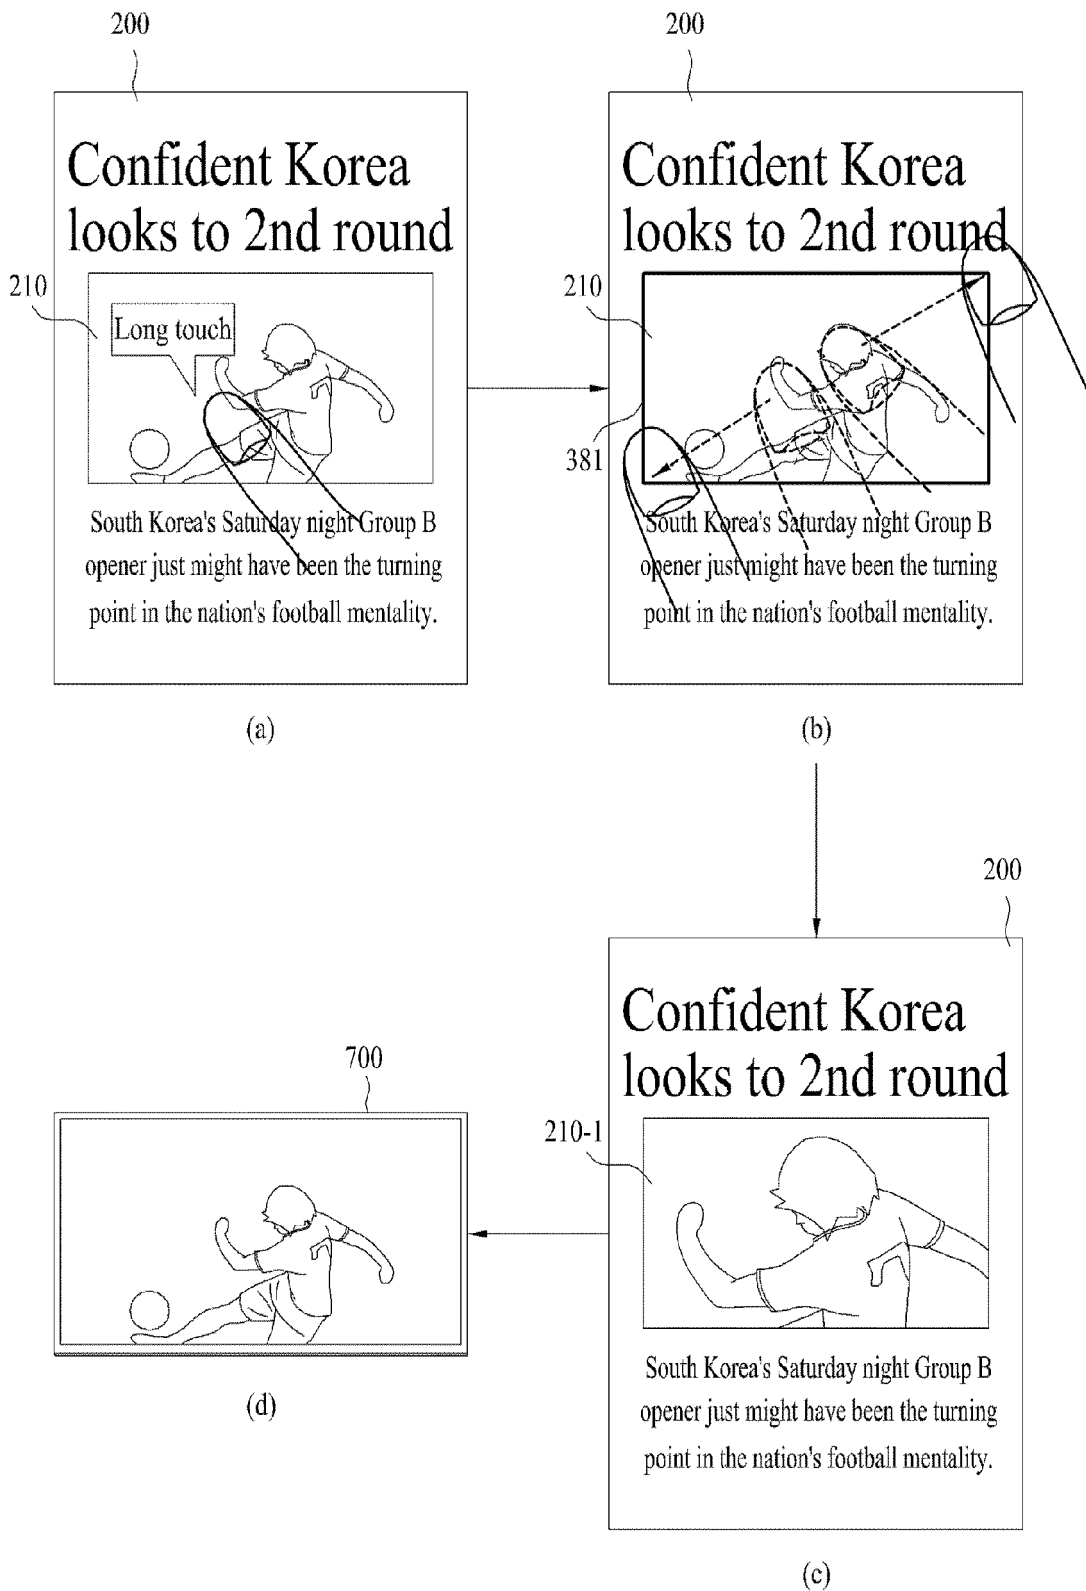 200
200
Confident Korea
looks to 2nd round
210
Long touch
South Korea's Saturday night Group B
opener just might have been the turning
point in the nation's football mentality.
(a)
Confident Korea
looks to 2nd round
210
381
South Korea's Saturday night Group B
opener just might have been the turning
point in the nation's football mentality.
(b)
200
700
Confident Korea
looks to 2nd round
210-1
South Korea's Saturday night Group B
opener just might have been the turning
point in the nation's football mentality.
(d)
(c)